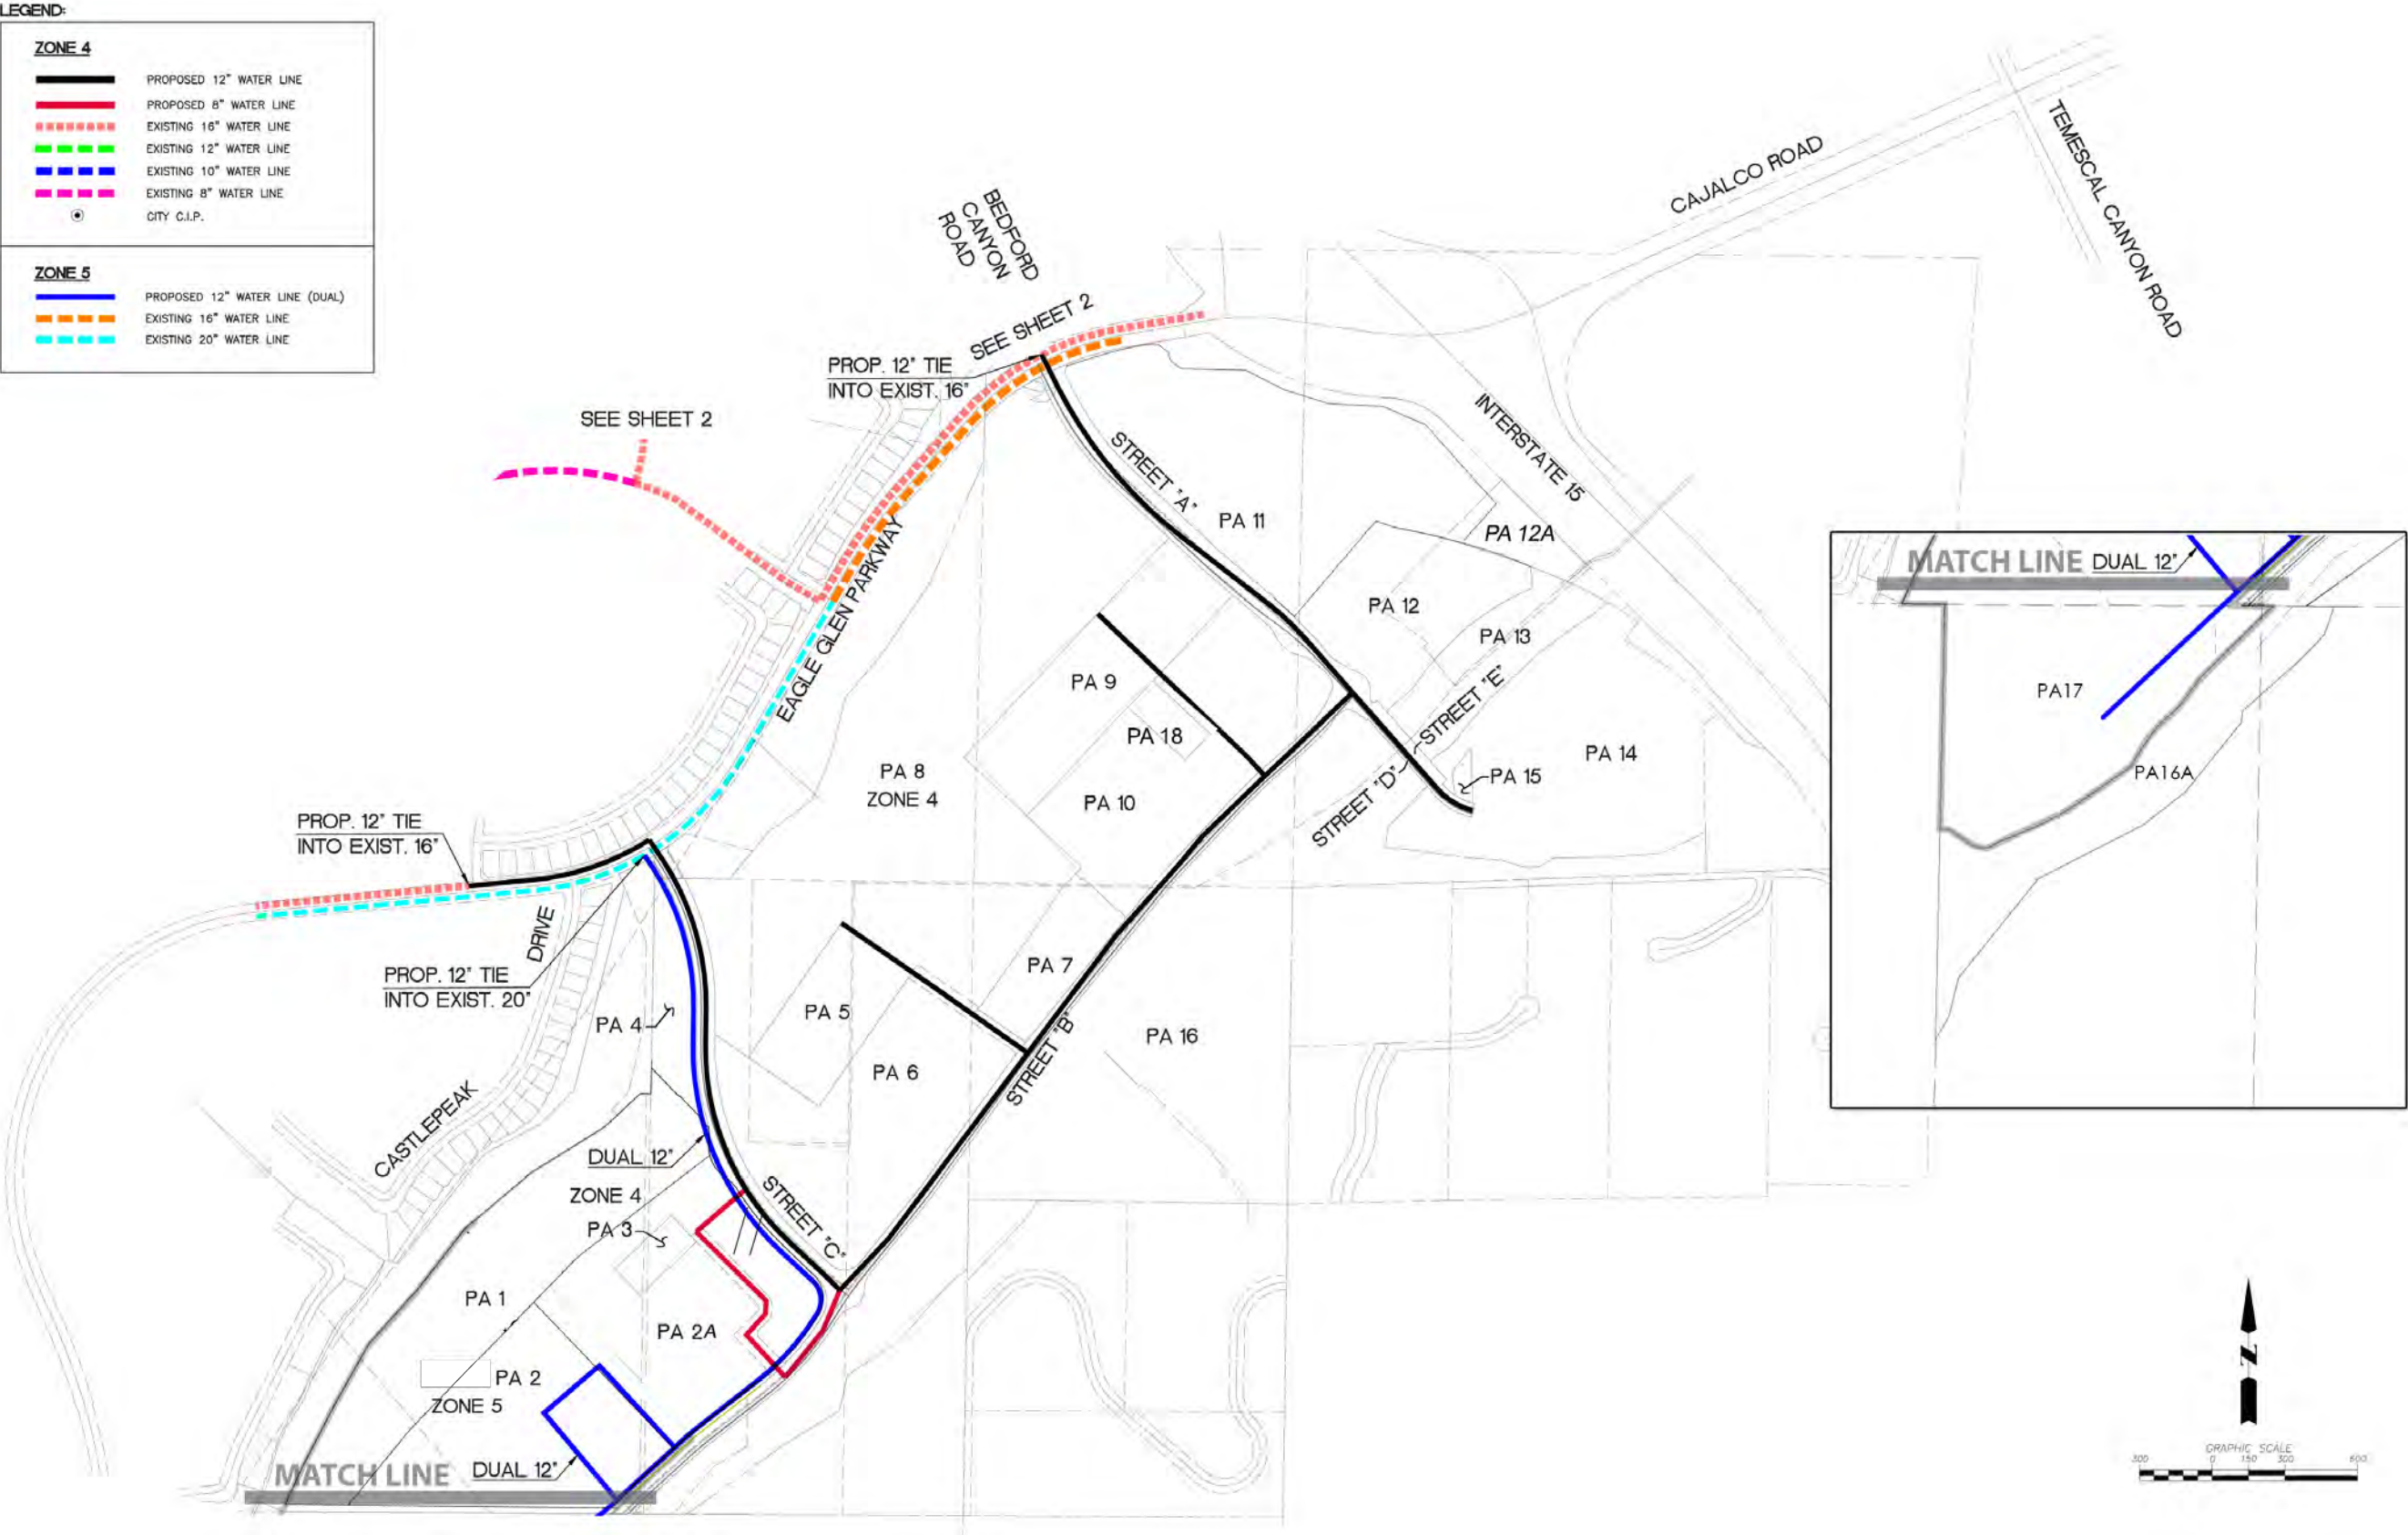 LEGEND:
ZONE 4
PROPOSED 12" WATER LINE
PROPOSED 8" WATER LINE
EXISTING 16" WATER LINE
EXISTING 12" WATER LINE
EXISTING 10" WATER LINE
EXISTING 8" WATER LINE
CITY C.I.P.
ZONE 5
PROPOSED 12" WATER LINE (DUAL)
EXISTING 16" WATER LINE
EXISTING 20" WATER LINE
CAJALCO ROAD
TEMESCAL CANYON ROAD
BEDFORD
CANYON
ROAD
SEE SHEET 2
PROP. 12" TIE
INTO EXIST. 16"
SEE SHEET 2
INTERSTATE 15
STREET "A"
PA 11
PA 12A
EAGLE GLEN PARKWAY
PA 12
PA 13
PA 9
STREET "E"
PA 18
PA 14
PA 8
ZONE 4
PA 15
PA 10
STREET "D"
PROP. 12" TIE
INTO EXIST. 16"
DRIVE
PROP. 12" TIE
INTO EXIST. 20"
PA 7
PA 5
PA 4
PA 16
STREET "B"
PA 6
CASTLEPEAK
DUAL 12"
ZONE 4
STREET "C"
PA 3
PA 1
PA 2A
PA 2
ZONE 5
MATCH LINE
DUAL 12"
MATCH LINE
DUAL 12"
PA17
PA16A
N
GRAPHIC SCALE
300 0 150 300 600